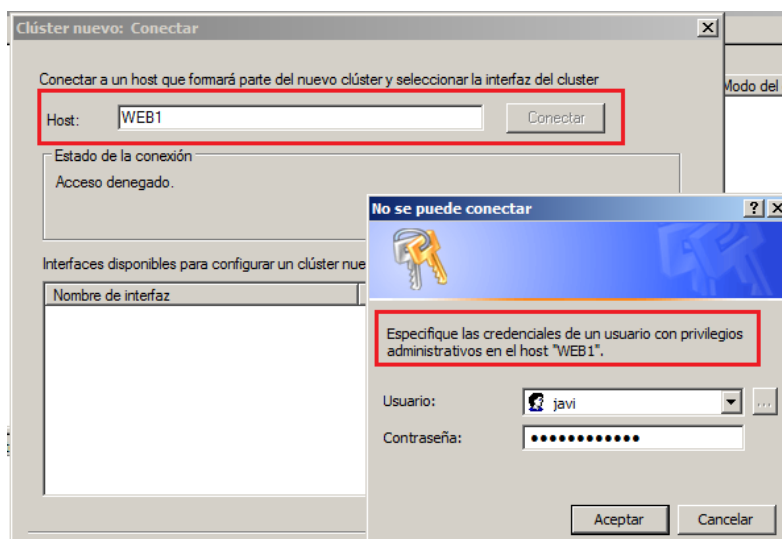 Clúster nuevo: Conectar
Conectar a un host que formará parte del nuevo clúster y seleccionar la interfaz del cluster
Modo del
Host: WEB1 Conectar
Estado de la conexión
Acceso denegado.
No se puede conectar
Interfaces disponibles para configurar un clúster nue
Nombre de interfaz
Especifique las credenciales de un usuario con privilegios
administrativos en el host "WEB1".
Usuario: javi
Contraseña: ●●●●●●●●●●●●
Aceptar Cancelar